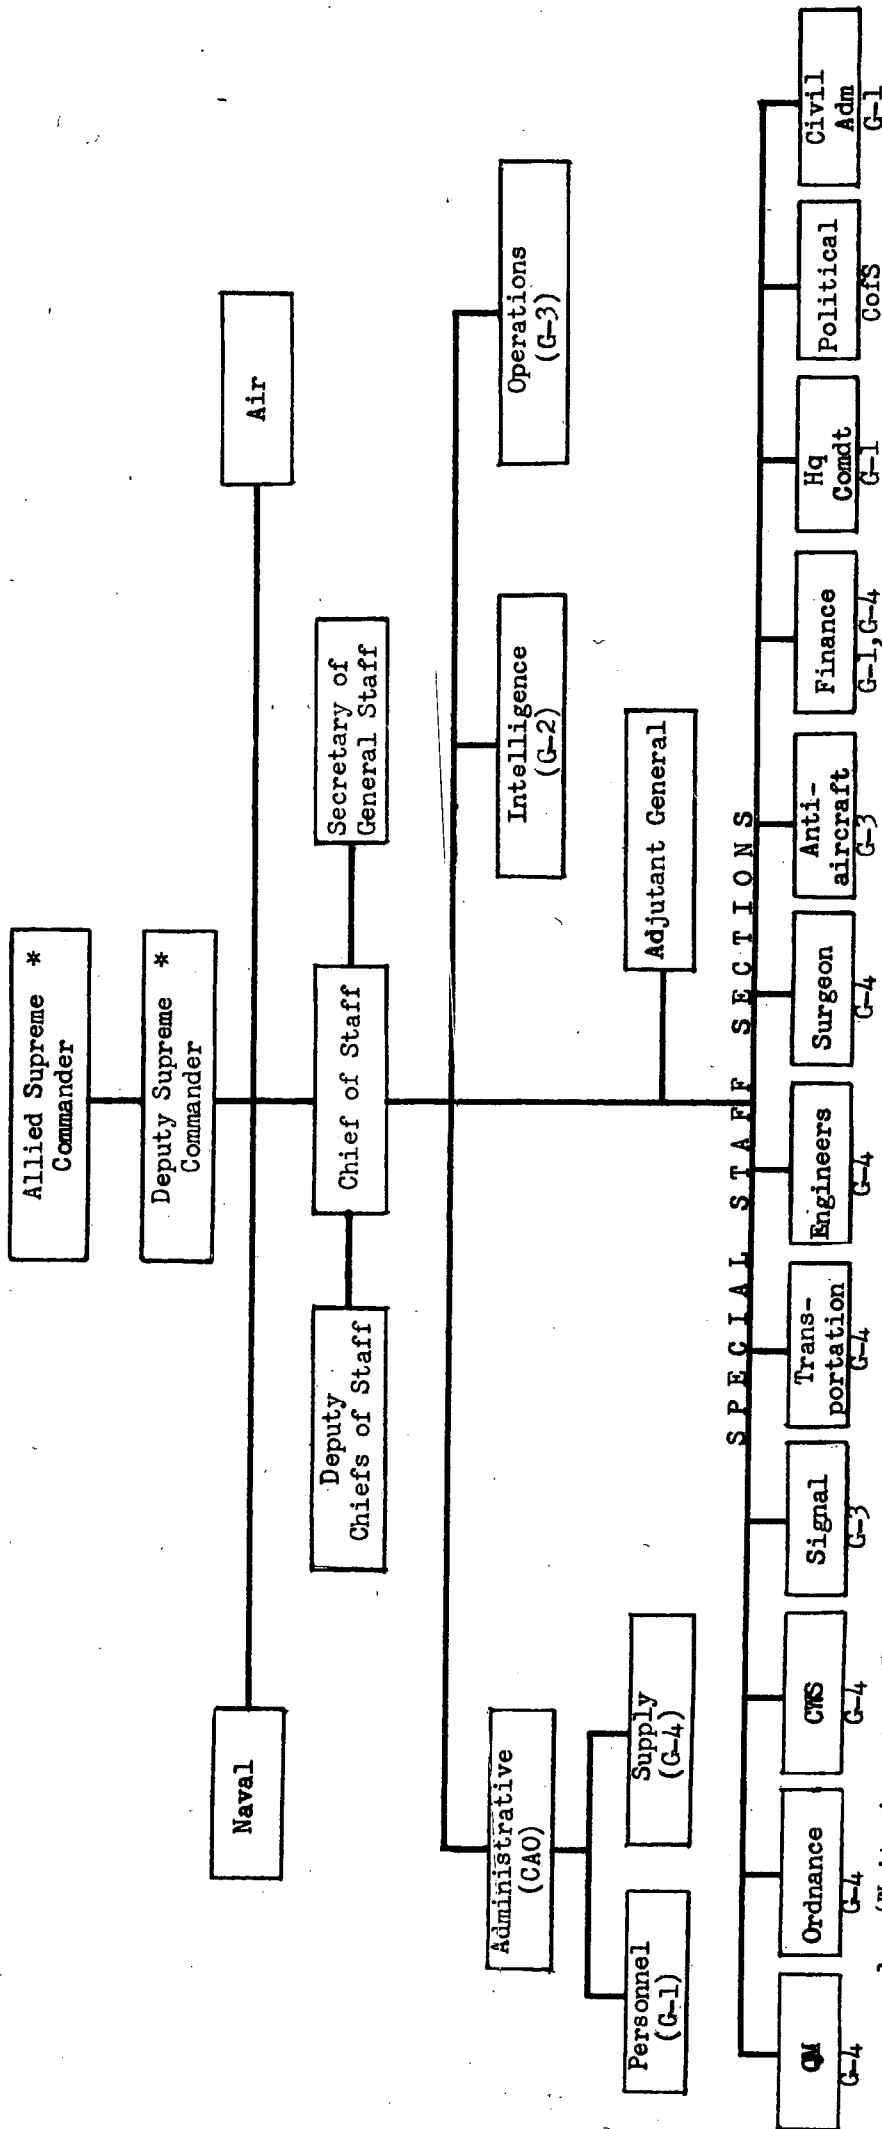 Allied Supreme *
Commander
Deputy Supreme *
Commander
Naval
Air
Deputy
Chiefs of Staff
Chief of Staff
Secretary of
General Staff
Administrative
(CAO)
Intelligence
(G-2)
Operations
(G-3)
Personnel
(G-1)
Supply
(G-4)
Adjutant General
SPECIAL STAFF SECTIONS
QM
G-4
Ordnance
G-4
CWS
G-4
Signal
G-3
Trans-
portation
G-4
Engineers
G-4
Surgeon
G-4
Anti-
aircraft
G-3
Finance
G-1,G-4
Hq
Comdt
G-1
Political
CofS
Civil
Adm
G-1